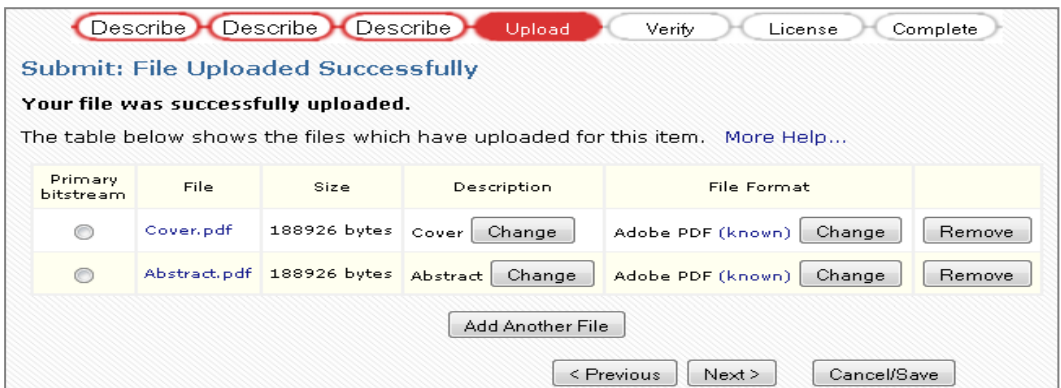 Describe Describe Describe Upload Verify License Complete
Submit: File Uploaded Successfully
Your file was successfully uploaded.
The table below shows the files which have uploaded for this item. More Help...
Primary bitstream File Size Description File Format
Cover.pdf 188926 bytes Cover Change Adobe PDF (known) Change Remove
Abstract.pdf 188926 bytes Abstract Change Adobe PDF (known) Change Remove
Add Another File
< Previous Next > Cancel/Save